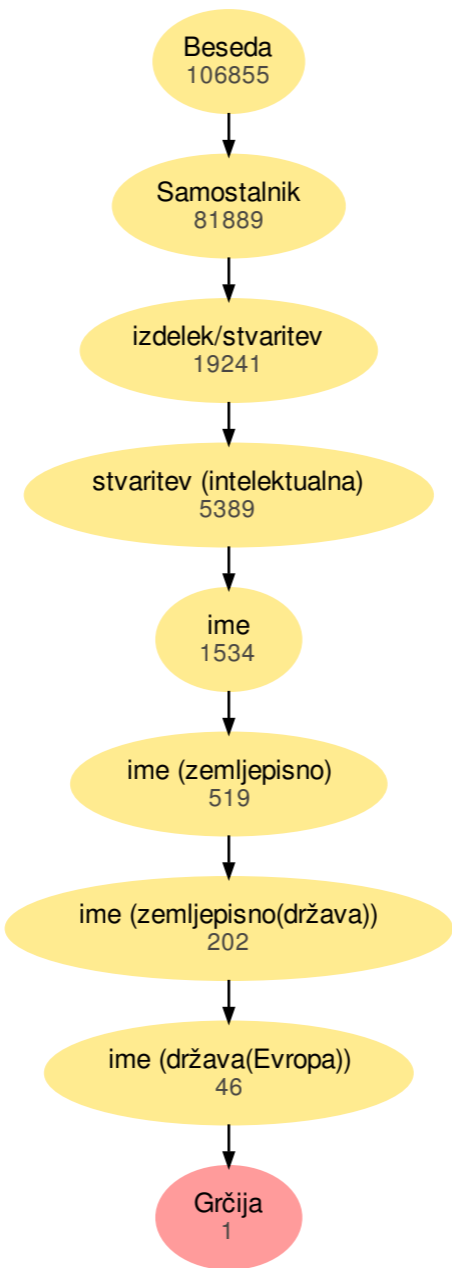 Beseda
106855
Samostalnik
81889
izdelek/stvaritev
19241
stvaritev (intelektualna)
5389
ime
1534
ime (zemljepisno)
519
ime (zemljepisno(država))
202
ime (država(Evropa))
46
Grčija
1